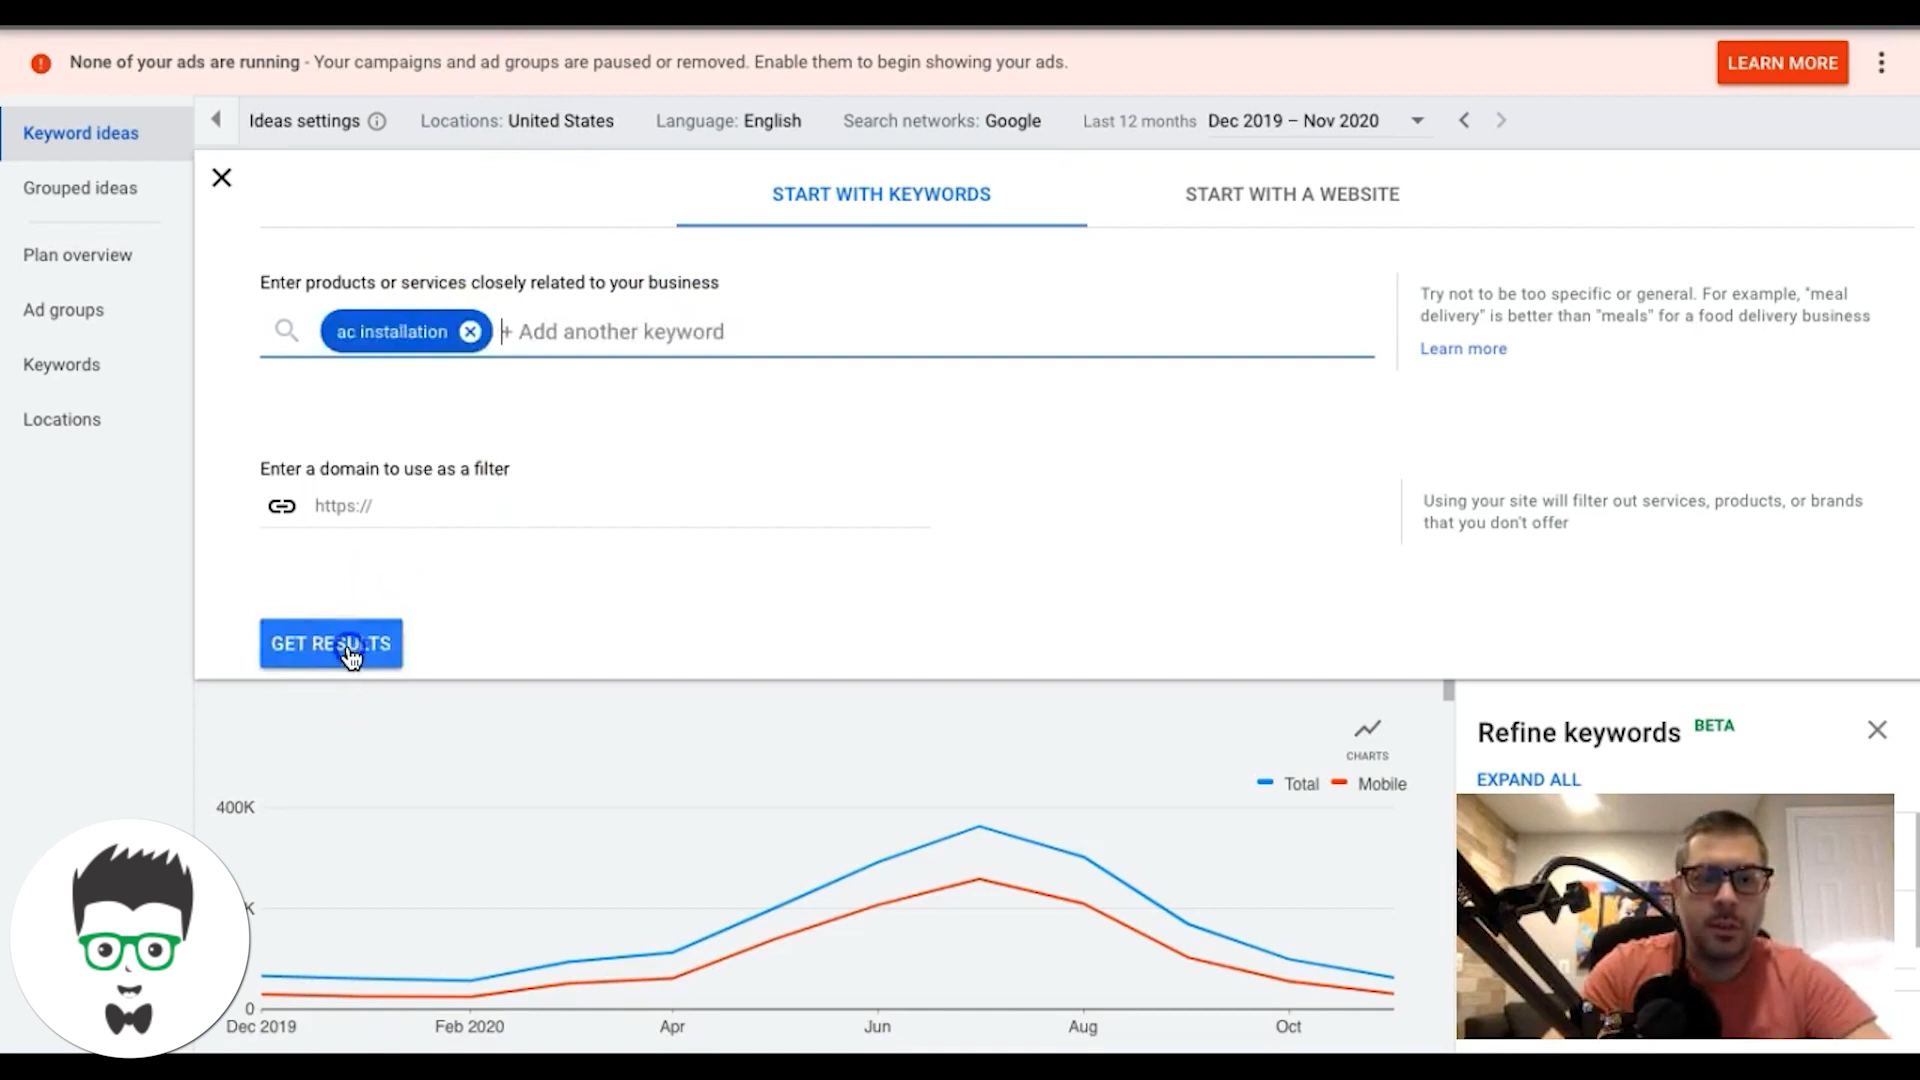 None of your ads are running - Your campaigns and ad groups are paused or removed. Enable them to begin showing your ads.
LEARN MORE
Keyword ideas
Grouped ideas
Plan overview
Ad groups
Keywords
Locations
Ideas settings
Locations: United States
Language: English
Search networks: Google
Last 12 months Dec 2019 – Nov 2020
START WITH KEYWORDS
START WITH A WEBSITE
Enter products or services closely related to your business
ac installation
+ Add another keyword
Try not to be too specific or general. For example, "meal
delivery" is better than "meals" for a food delivery business
Learn more
Enter a domain to use as a filter
https://
Using your site will filter out services, products, or brands
that you don't offer
GET RESULTS
CHARTS
Total
Mobile
400K
K
0
Dec 2019
Feb 2020
Apr
Jun
Aug
Oct
Refine keywords BETA
EXPAND ALL